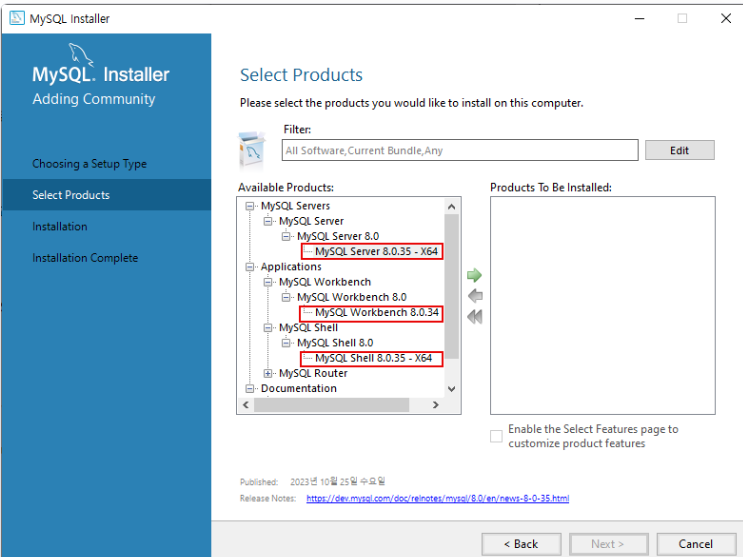 MySQL Installer
MySQL. Installer
Adding Community
Choosing a Setup Type
Select Products
Installation
Installation Complete
Select Products
Please select the products you would like to install on this computer.
Filter:
All Software,Current Bundle,Any
Edit
Available Products:
MySQL Servers
MySQL Server
MySQL Server 8.0
MySQL Server 8.0.35 - X64
Applications
MySQL Workbench
MySQL Workbench 8.0
MySQL Workbench 8.0.34
MySQL Shell
MySQL Shell 8.0
MySQL Shell 8.0.35 - X64
MySQL Router
Documentation
Products To Be Installed:
Enable the Select Features page to
customize product features
Published: 2023년 10월 25일 수요일
Release Notes: https://dev.mysql.com/doc/relnotes/mysql/8.0/en/news-8-0-35.html
< Back
Next >
Cancel